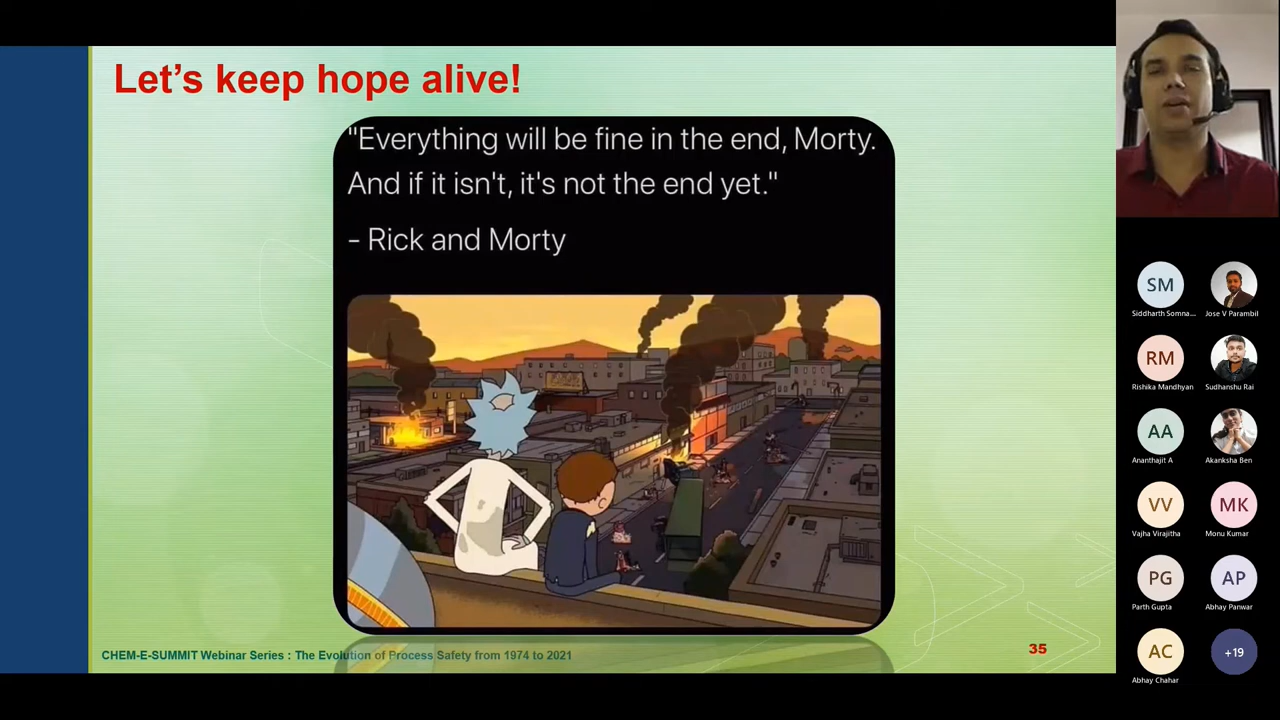 Let's keep hope alive!
"Everything will be fine in the end, Morty.
And if it isn't, it's not the end yet."
- Rick and Morty
CHEM-E-SUMMIT Webinar Series : The Evolution of Process Safety from 1974 to 2021
35
SM
Siddharth Somna...
Jose V Parambil
RM
Rishika Mandhyan
Sudhanshu Rai
AA
Ananthajit A
Akanksha Ben
VV
Vajha Virajitha
MK
Monu Kumar
PG
Parth Gupta
AP
Abhay Panwar
AC
Abhay Chahar
+19